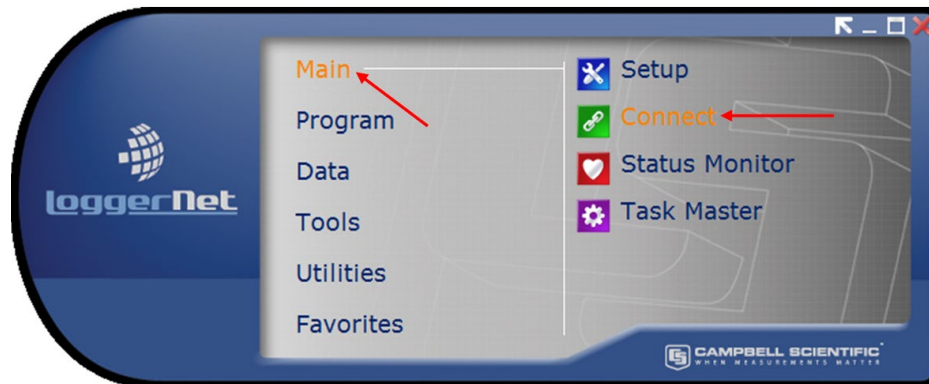 LoggerNet
Main
Program
Data
Tools
Utilities
Favorites
Setup
Connect
Status Monitor
Task Master
CAMPBELL SCIENTIFIC
WHEN MEASUREMENTS MATTER